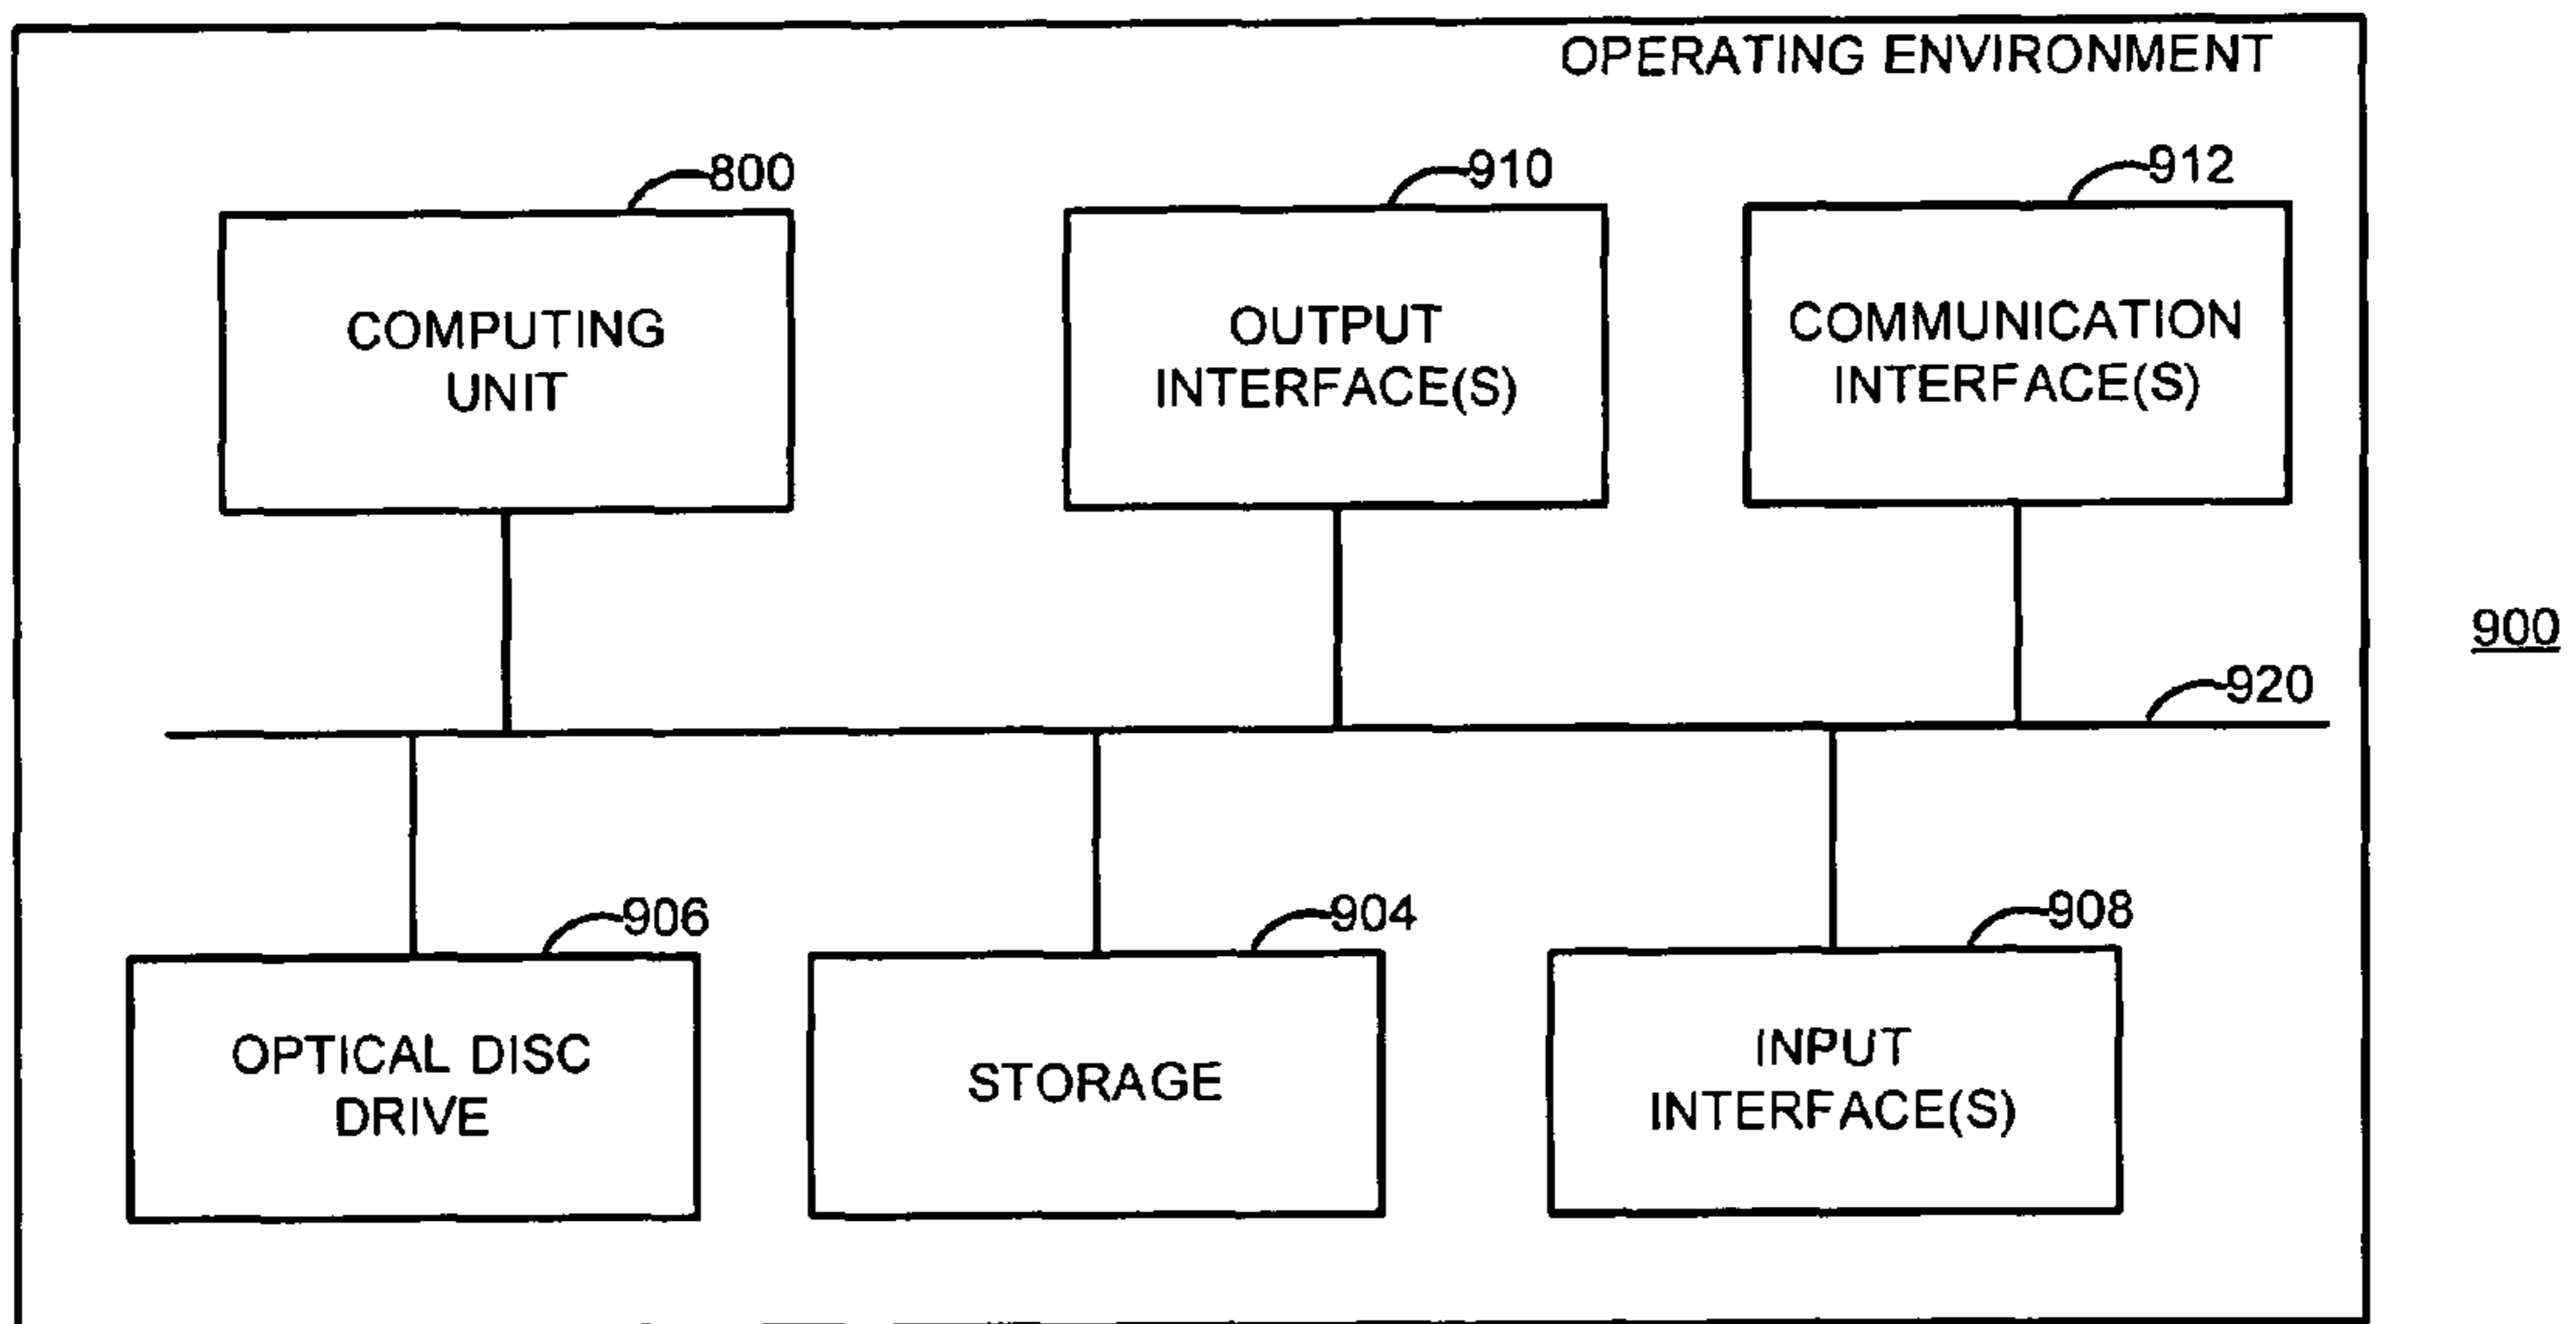 OPERATING ENVIRONMENT
800
910
912
COMPUTING
UNIT
OUTPUT
INTERFACE(S)
COMMUNICATION
INTERFACE(S)
900
920
906
904
908
OPTICAL DISC
DRIVE
STORAGE
INPUT
INTERFACE(S)